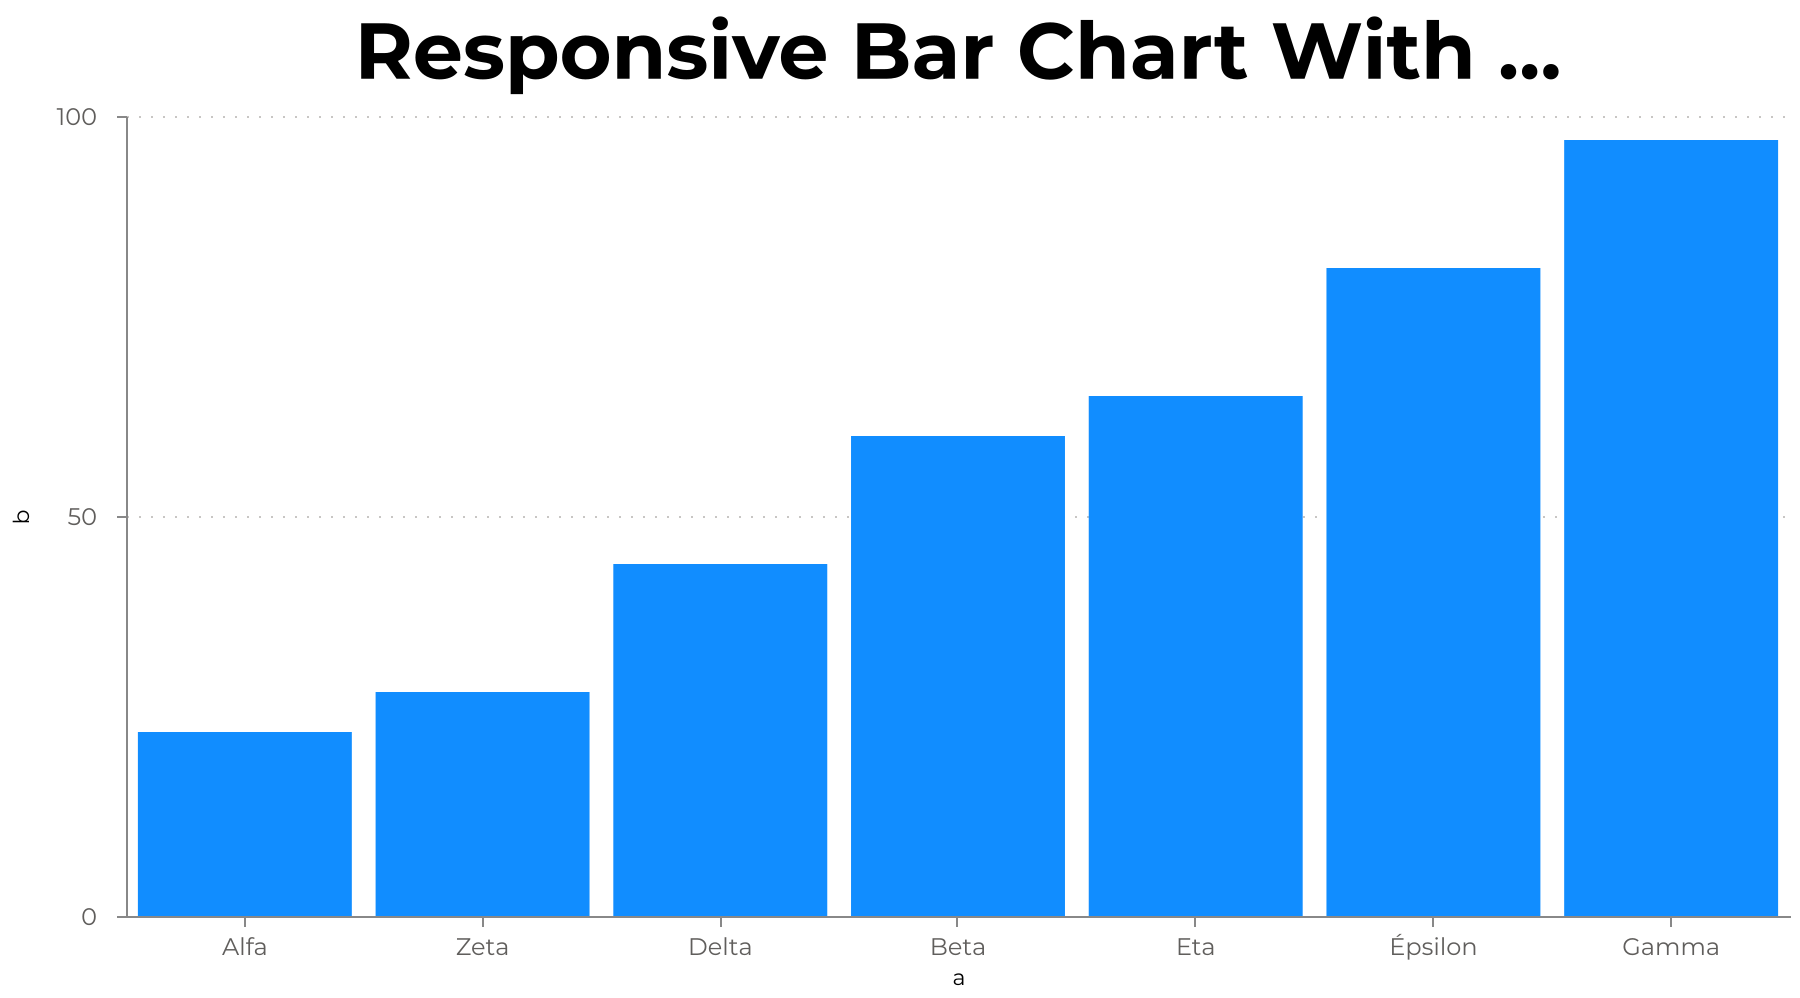 Responsive Bar Chart With ...
100
50
0
b
Alfa Zeta Delta Beta Eta Épsilon Gamma
a